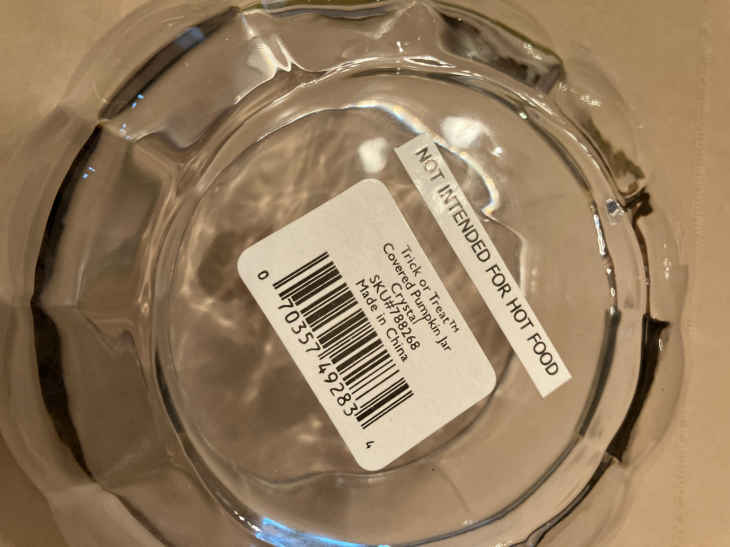 NOT INTENDED FOR HOT FOOD
Trick or Treat™
Covered Pumpkin Jar
Crystal
SKU#788268
Made in China
0 70357 49283 4